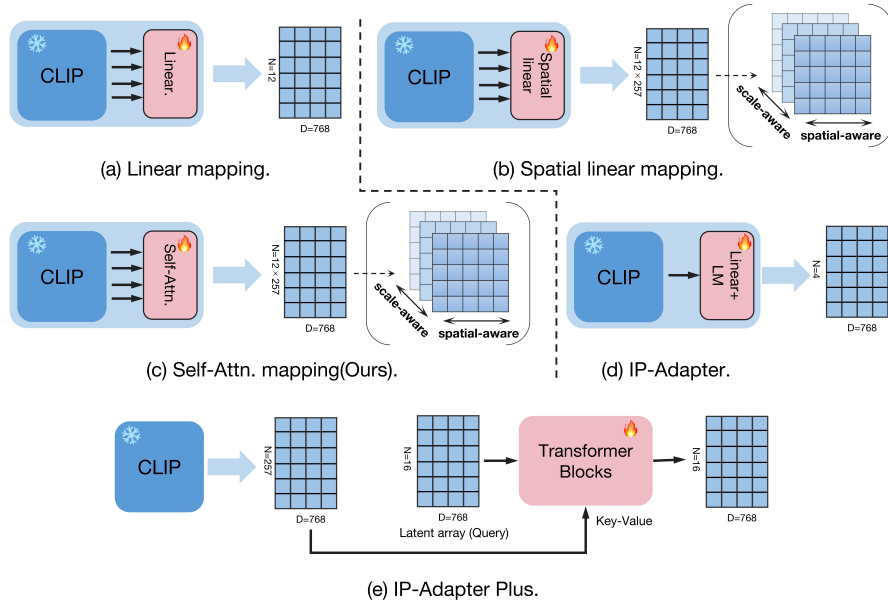 CLIP
Linear.
N=12
D=768
(a) Linear mapping.
CLIP
Spatial
linear
N=12 × 257
D=768
scale-aware
spatial-aware
(b) Spatial linear mapping.
CLIP
Self-Attn.
N=12 × 257
D=768
scale-aware
spatial-aware
(c) Self-Attn. mapping(Ours).
CLIP
Linear+
LM
N=4
D=768
(d) IP-Adapter.
CLIP
N=257
D=768
N=16
D=768
Latent array (Query)
Transformer
Blocks
Key-Value
N=16
D=768
(e) IP-Adapter Plus.